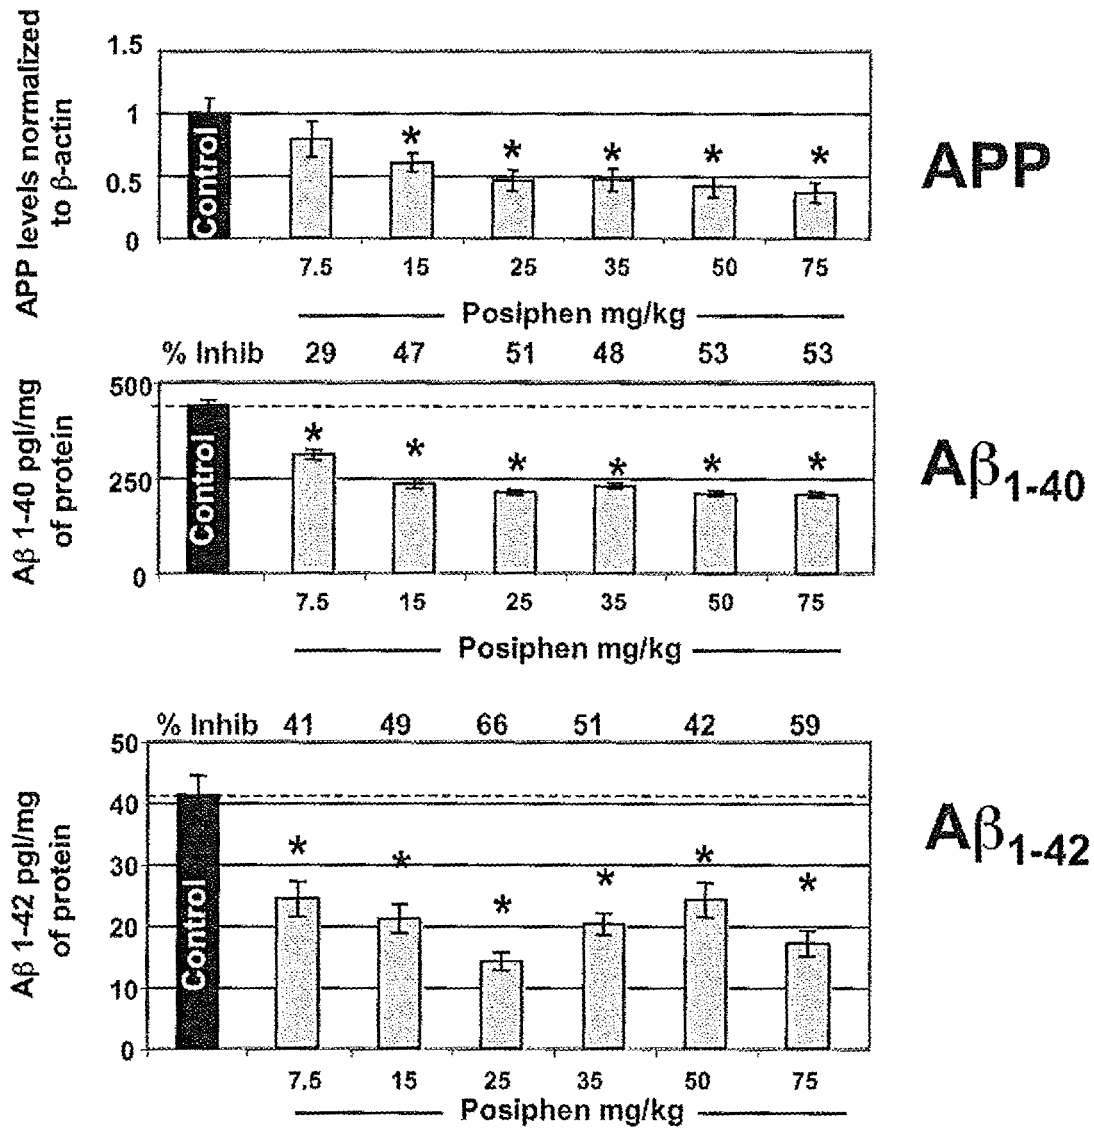 APP levels normalized
to β-actin
1.5
1
0.5
0
Control
*
*
*
*
*
7.5 15 25 35 50 75
Posiphen mg/kg
APP
% Inhib 29 47 51 48 53 53
Aβ 1-40 pgl/mg
of protein
500
250
0
Control
*
*
*
*
*
*
7.5 15 25 35 50 75
Posiphen mg/kg
Aβ1-40
% Inhib 41 49 66 51 42 59
Aβ 1-42 pgl/mg
of protein
50
40
30
20
10
0
Control
*
*
*
*
*
*
7.5 15 25 35 50 75
Posiphen mg/kg
Aβ1-42